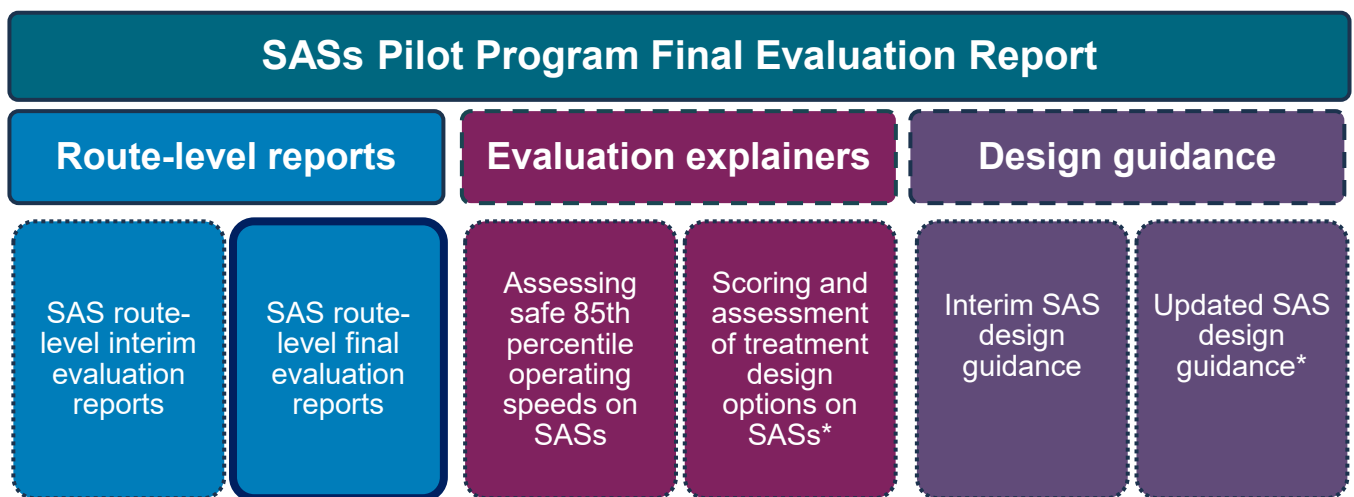 SASs Pilot Program Final Evaluation Report
Route-level reports
Evaluation explainers
Design guidance
SAS route-
level interim
evaluation
reports
SAS route-
level final
evaluation
reports
Assessing
safe 85th
percentile
operating
speeds on
SASs
Scoring and
assessment
of treatment
design
options on
SASs*
Interim SAS
design
guidance
Updated SAS
design
guidance*